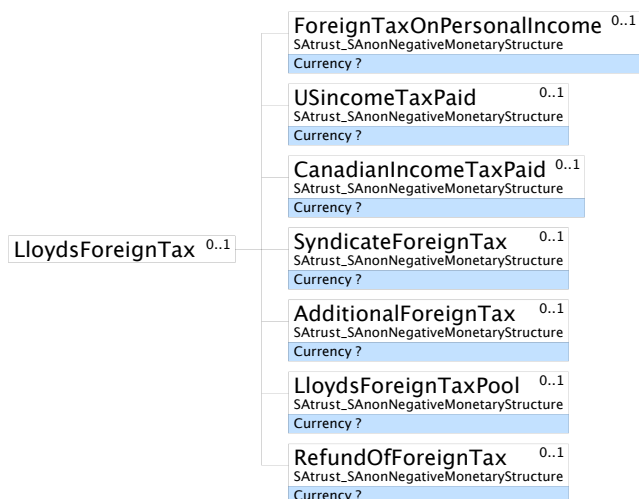 ForeignTaxOnPersonalIncome 0..1
SAtrust_SAnonNegativeMonetaryStructure
Currency ?
USincomeTaxPaid 0..1
SAtrust_SAnonNegativeMonetaryStructure
Currency ?
CanadianIncomeTaxPaid 0..1
SAtrust_SAnonNegativeMonetaryStructure
Currency ?
LloydsForeignTax 0..1
SyndicateForeignTax 0..1
SAtrust_SAnonNegativeMonetaryStructure
Currency ?
AdditionalForeignTax 0..1
SAtrust_SAnonNegativeMonetaryStructure
Currency ?
LloydsForeignTaxPool 0..1
SAtrust_SAnonNegativeMonetaryStructure
Currency ?
RefundOfForeignTax 0..1
SAtrust_SAnonNegativeMonetaryStructure
Currency ?